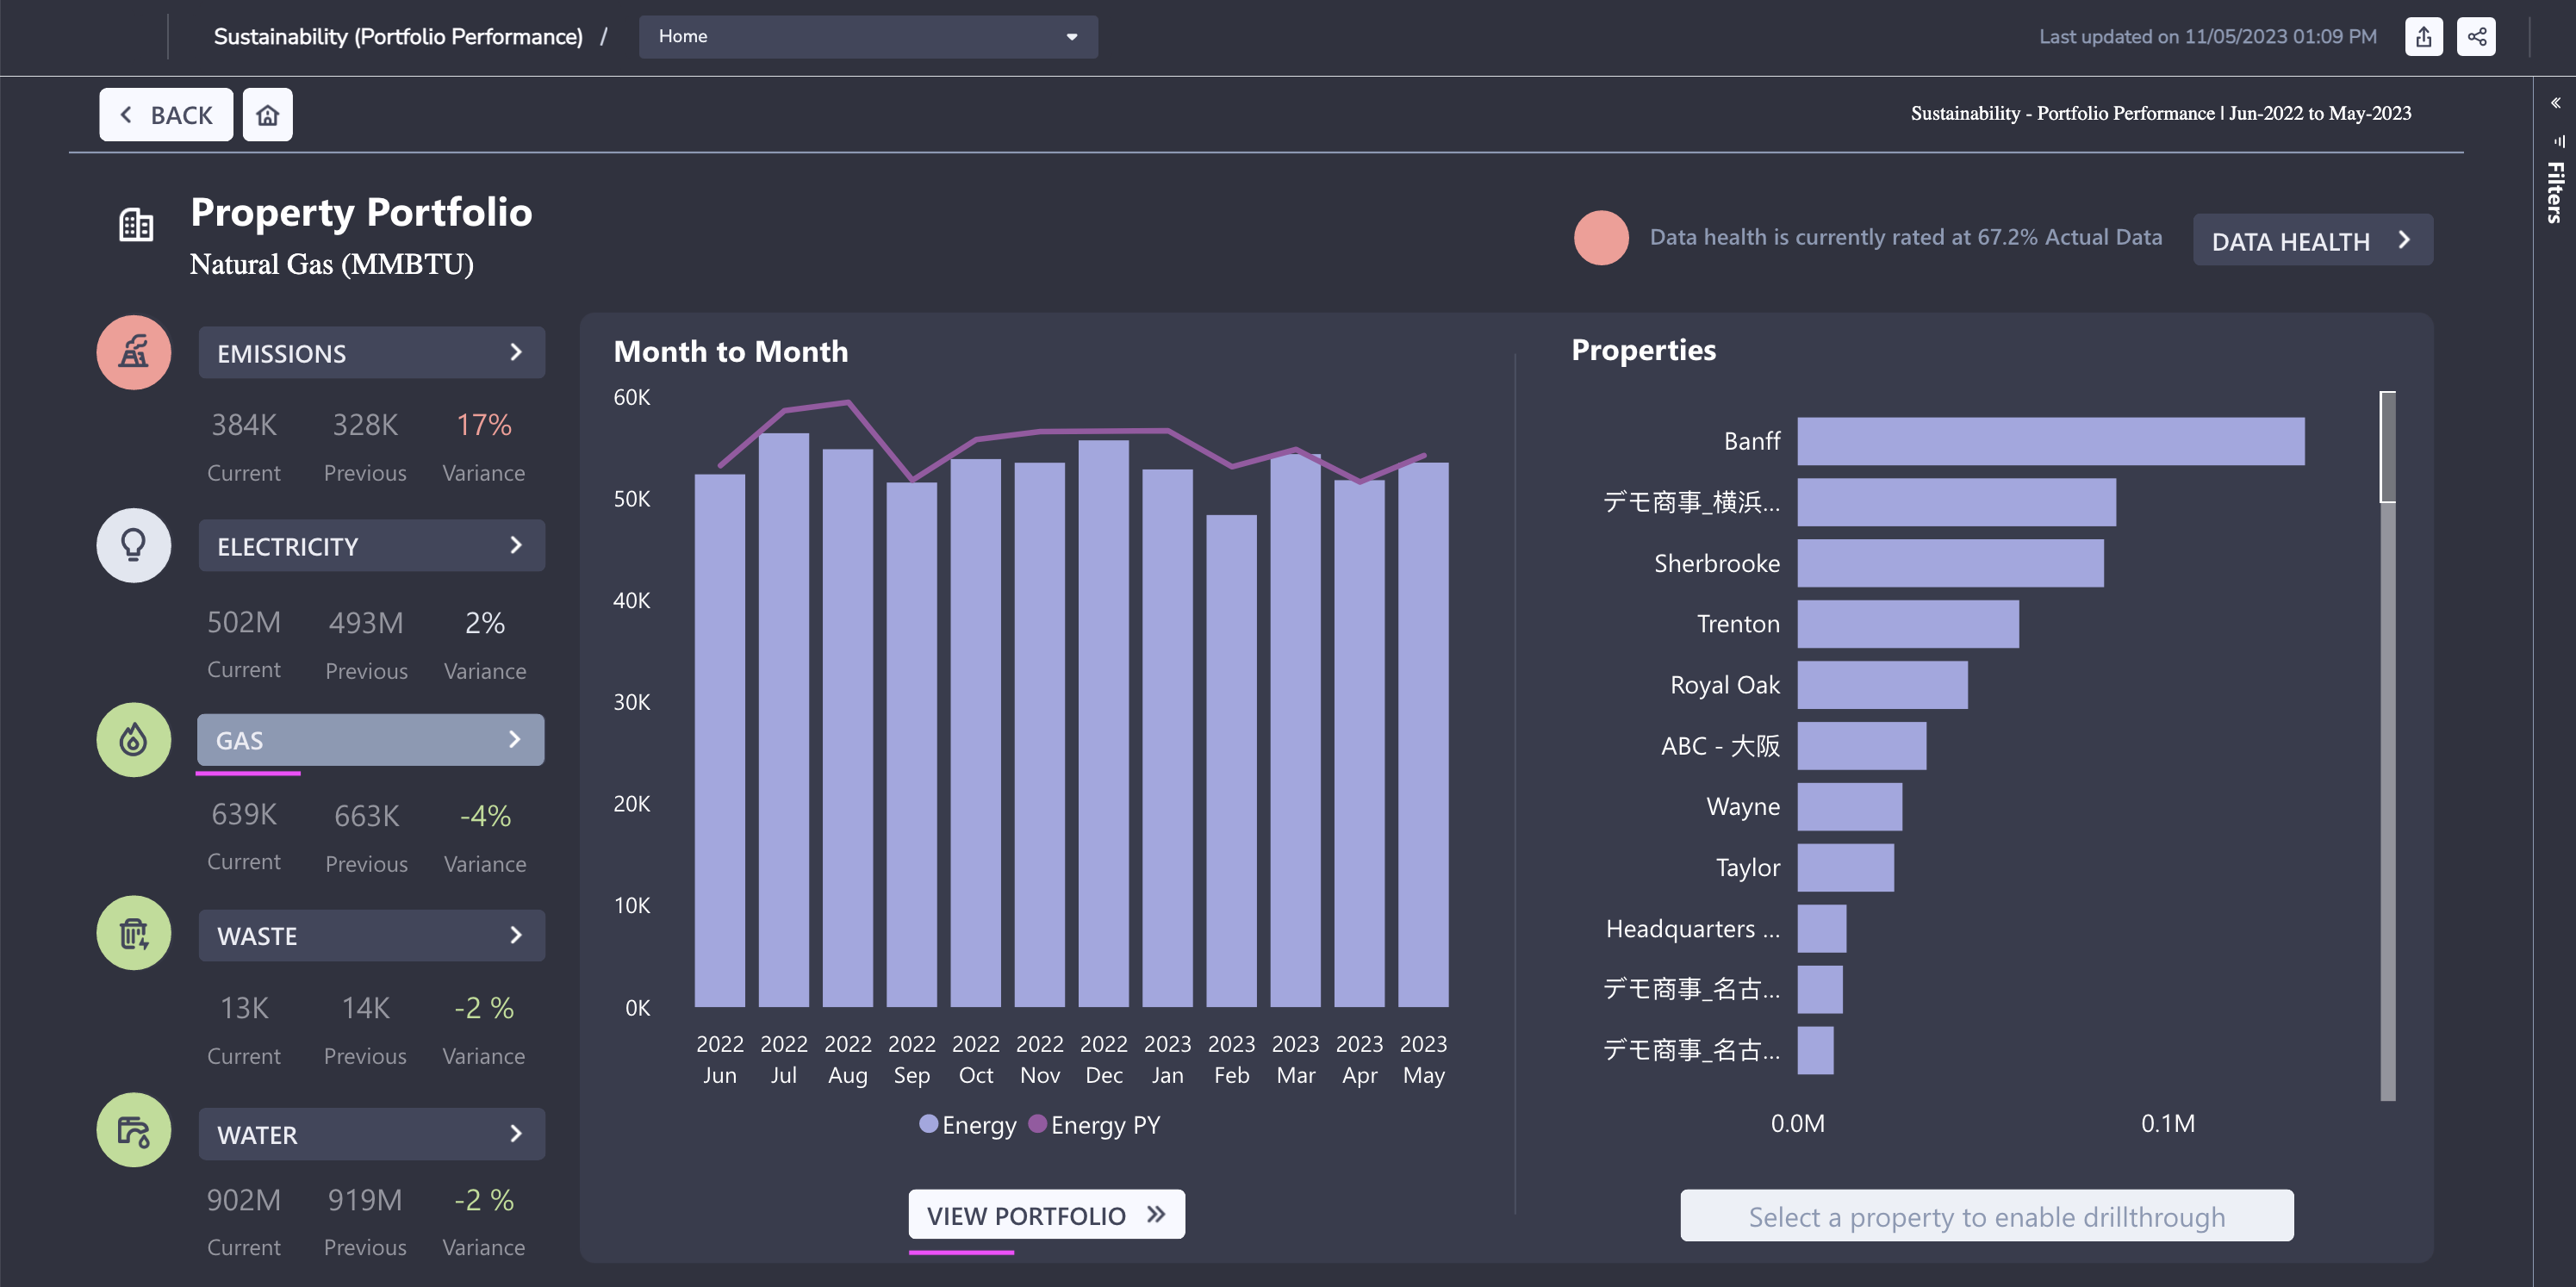 Sustainability (Portfolio Performance) /
Home
Last updated on 11/05/2023 01:09 PM
BACK
Sustainability - Portfolio Performance | Jun-2022 to May-2023
Filters
Property Portfolio
Natural Gas (MMBTU)
Data health is currently rated at 67.2% Actual Data
DATA HEALTH
EMISSIONS
384K 328K 17%
Current Previous Variance
ELECTRICITY
502M 493M 2%
Current Previous Variance
GAS
639K 663K -4%
Current Previous Variance
WASTE
13K 14K -2 %
Current Previous Variance
WATER
902M 919M -2 %
Current Previous Variance
Month to Month
60K
50K
40K
30K
20K
10K
0K
2022 2022 2022 2022 2022 2022 2022 2023 2023 2023 2023 2023
Jun Jul Aug Sep Oct Nov Dec Jan Feb Mar Apr May
Energy Energy PY
VIEW PORTFOLIO
Properties
Banff
デモ商事_横浜...
Sherbrooke
Trenton
Royal Oak
ABC - 大阪
Wayne
Taylor
Headquarters ...
デモ商事_名古...
デモ商事_名古...
0.0M 0.1M
Select a property to enable drillthrough